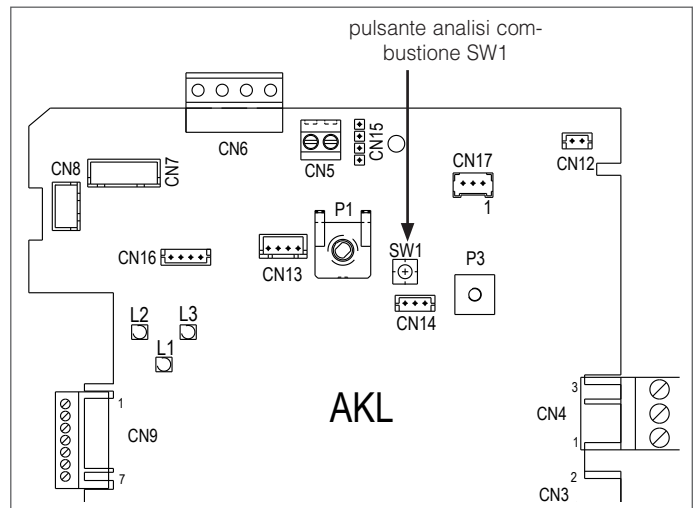 pulsante analisi com-
bustione SW1
CN6
CN5
CN15
CN12
CN8
CN7
CN17
1
P1
CN16
CN13
SW1
P3
CN14
L2
L3
L1
AKL
1
CN9
7
3
CN4
1
2
CN3